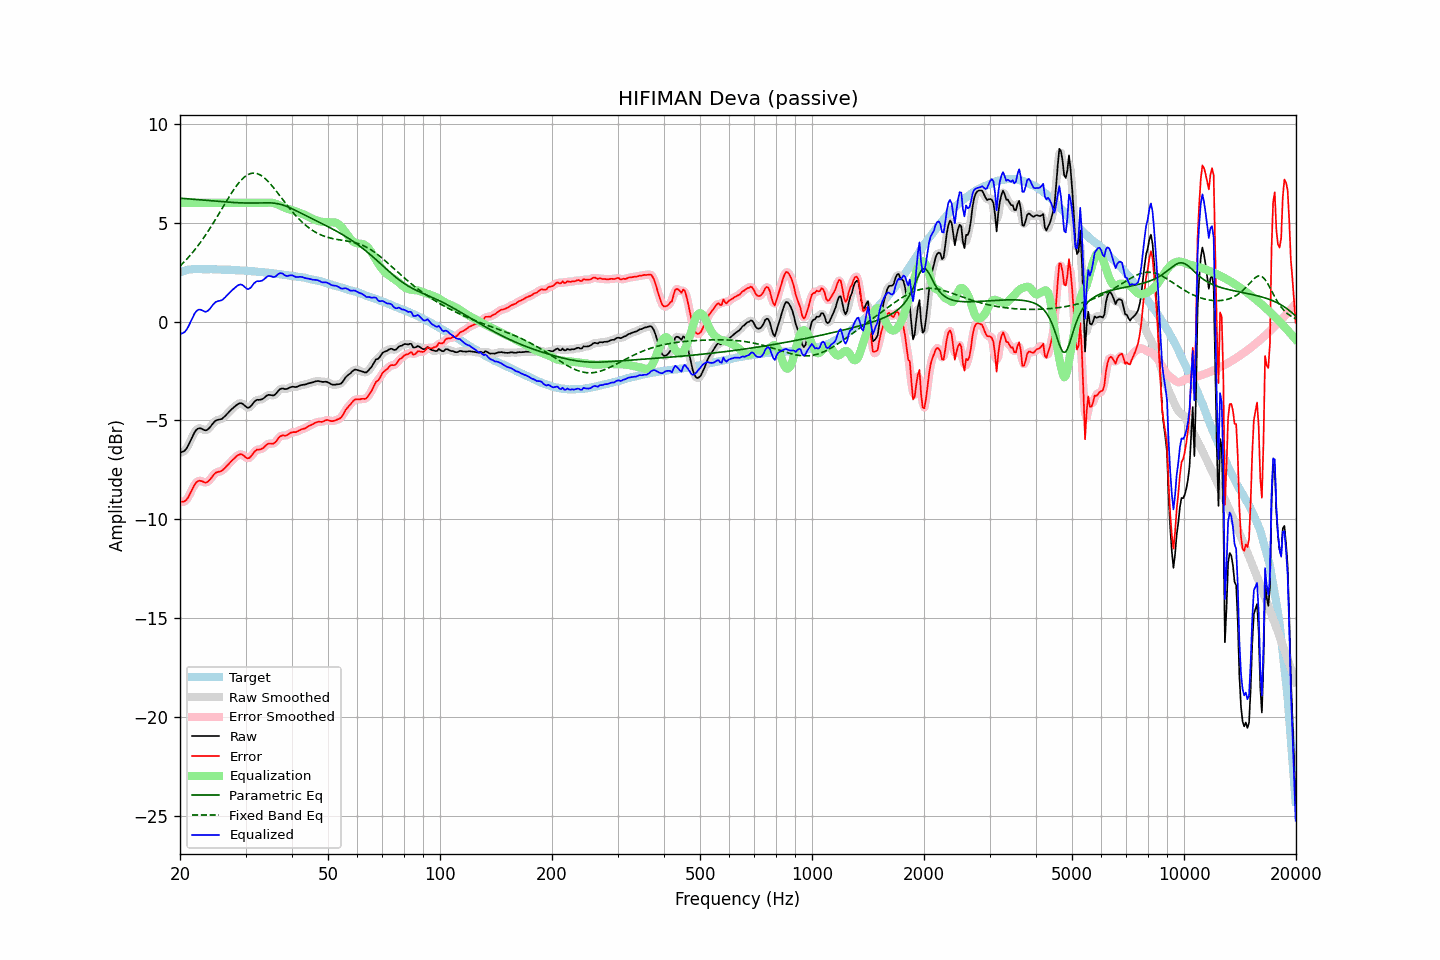 HIFIMAN Deva (passive)
10
5
0
−5
−10
−15
−20
−25
Amplitude (dBr)
Target
Raw Smoothed
Error Smoothed
Raw
Error
Equalization
Parametric Eq
Fixed Band Eq
Equalized
20 50 100 200 500 1000 2000 5000 10000 20000
Frequency (Hz)